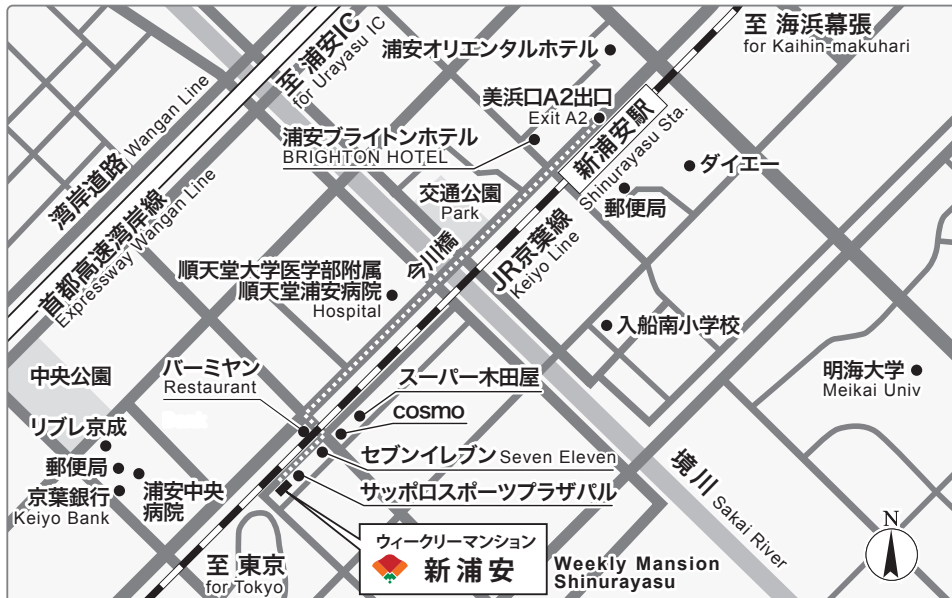 至 海浜幕張
for Kaihin-makuhari
浦安オリエンタルホテル
至 浦安IC
for Urayasu IC
美浜口A2出口
Exit A2
新浦安駅
Shinurayasu Sta.
浦安ブライトンホテル
BRIGHTON HOTEL
ダイエー
郵便局
湾岸道路 Wangan Line
首都高速湾岸線
Expressway Wangan Line
交通公園
Park
今川橋
JR京葉線
Keiyo Line
順天堂大学医学部附属
順天堂浦安病院
Hospital
入船南小学校
明海大学
Meikai Univ
中央公園
バーミヤン
Restaurant
スーパー木田屋
cosmo
リブレ京成
郵便局
京葉銀行
Keiyo Bank
浦安中央
病院
セブンイレブン Seven Eleven
サッポロスポーツプラザパル
境川 Sakai River
至 東京
for Tokyo
ウィークリーマンション
新浦安
Weekly Mansion
Shinurayasu
N